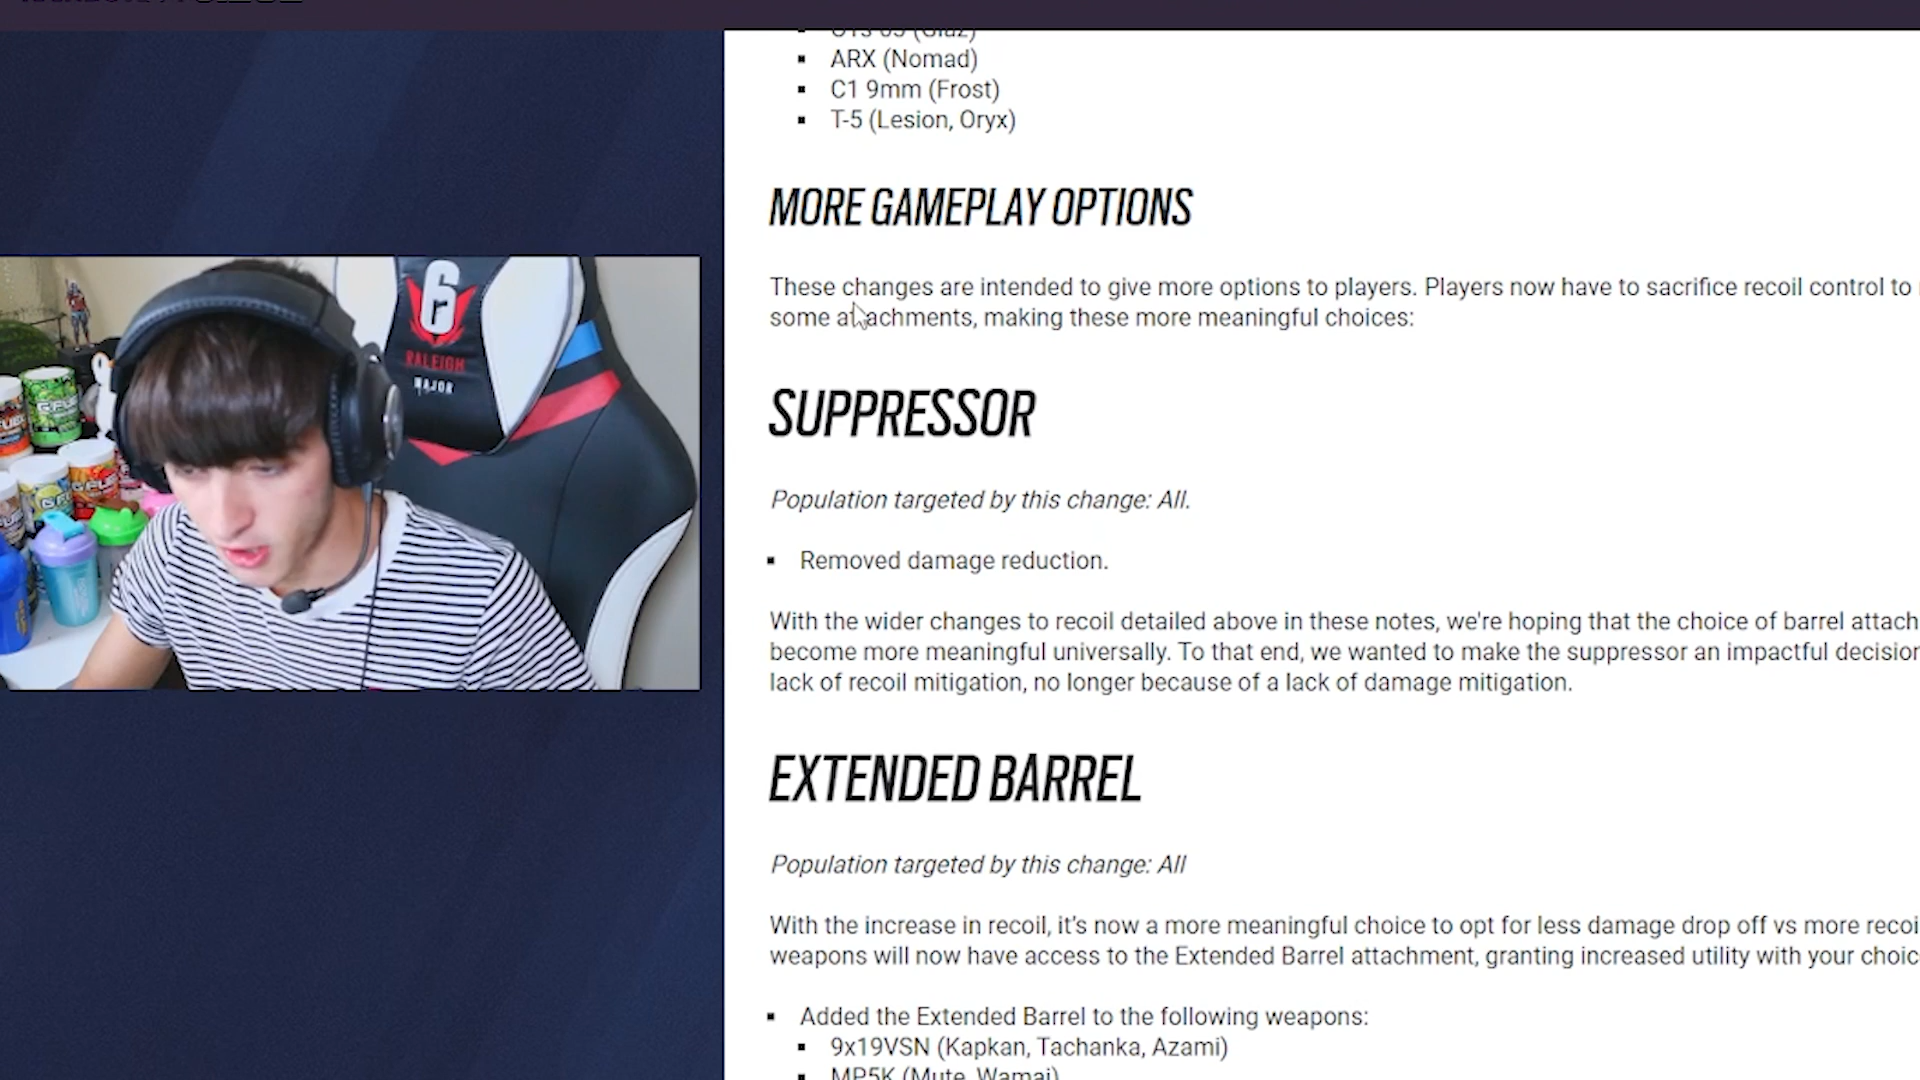 ARX (Nomad)
C1 9mm (Frost)
T-5 (Lesion, Oryx)
MORE GAMEPLAY OPTIONS
These changes are intended to give more options to players. Players now have to sacrifice recoil control to
some attachments, making these more meaningful choices:
SUPPRESSOR
Population targeted by this change: All.
Removed damage reduction.
With the wider changes to recoil detailed above in these notes, we're hoping that the choice of barrel attach
become more meaningful universally. To that end, we wanted to make the suppressor an impactful decision
lack of recoil mitigation, no longer because of a lack of damage mitigation.
EXTENDED BARREL
Population targeted by this change: All
With the increase in recoil, it's now a more meaningful choice to opt for less damage drop off vs more recoi
weapons will now have access to the Extended Barrel attachment, granting increased utility with your choic
Added the Extended Barrel to the following weapons:
9x19VSN (Kapkan, Tachanka, Azami)
MP5K (Mute, Wamai)
6
RALEIGH
MAJOR